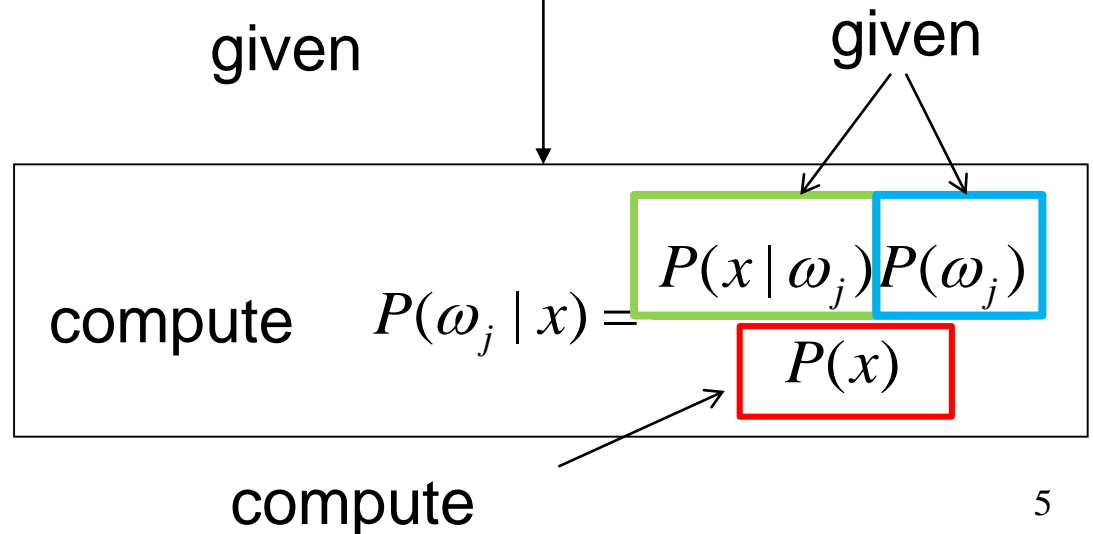 given given
compute P(ω_j | x) = P(x | ω_j) P(ω_j) / P(x)
compute
5